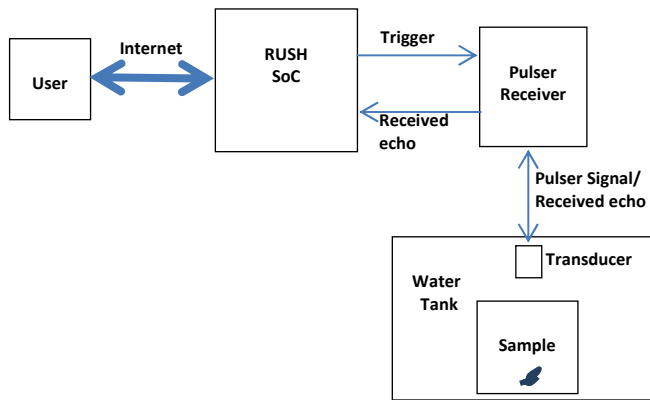 Internet
User
RUSH
SoC
Trigger
Received
echo
Pulser
Receiver
Pulser Signal/
Received echo
Transducer
Water
Tank
Sample